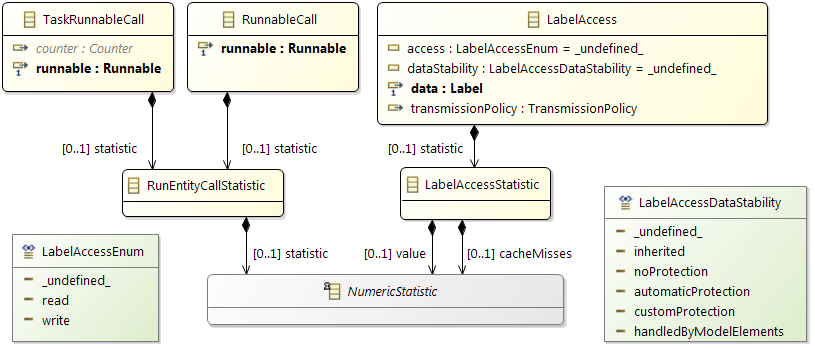 TaskRunnableCall
counter : Counter
runnable : Runnable
RunnableCall
runnable : Runnable
LabelAccess
access : LabelAccessEnum = _undefined_
dataStability : LabelAccessDataStability = _undefined_
1
data : Label
transmissionPolicy : TransmissionPolicy
1
1
[0..1] statistic
[0..1] statistic
[0..1] statistic
RunEntityCallStatistic
LabelAccessStatistic
[0..1] statistic
[0..1] value
[0..1] cacheMisses
NumericStatistic
LabelAccessEnum
_undefined_
read
write
LabelAccessDataStability
_undefined_
inherited
noProtection
automaticProtection
customProtection
handledByModelElements